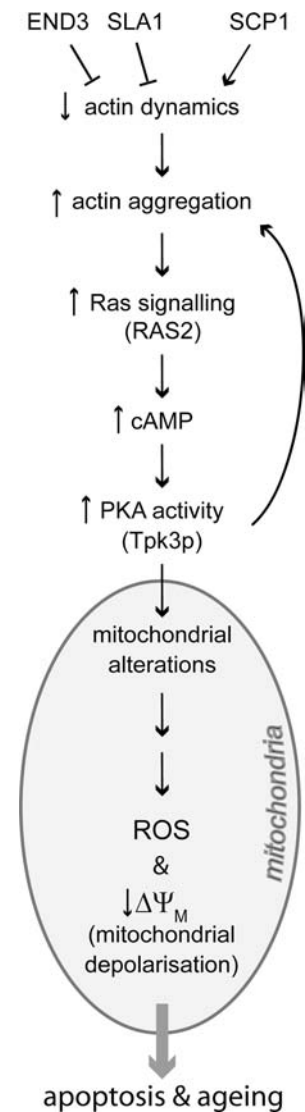 END3 SLA1 SCP1
↓ actin dynamics
↑ actin aggregation
↑ Ras signalling
(RAS2)
↑ cAMP
↑ PKA activity
(Tpk3p)
mitochondrial
alterations
mitochondria
ROS
&
↓ΔΨM
(mitochondrial
depolarisation)
apoptosis & ageing